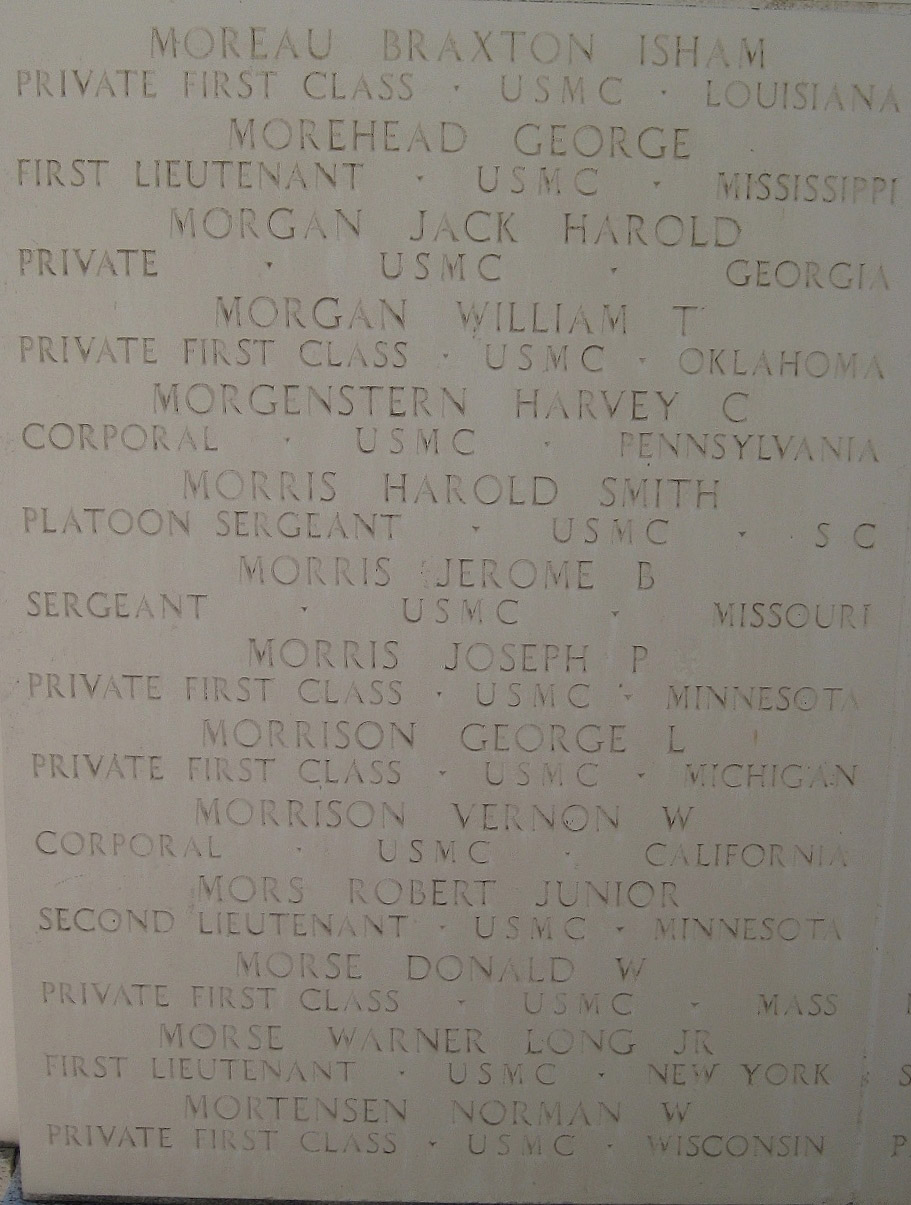 MOREAU BRAXTON ISHAM
PRIVATE FIRST CLASS · USMC · LOUISIANA
MOREHEAD GEORGE
FIRST LIEUTENANT · USMC · MISSISSIPPI
MORGAN JACK HAROLD
PRIVATE · USMC · GEORGIA
MORGAN WILLIAM T
PRIVATE FIRST CLASS · USMC · OKLAHOMA
MORGENSTERN HARVEY C
CORPORAL · USMC · PENNSYLVANIA
MORRIS HAROLD SMITH
PLATOON SERGEANT · USMC · S C
MORRIS JEROME B
SERGEANT · USMC · MISSOURI
MORRIS JOSEPH P
PRIVATE FIRST CLASS · USMC · MINNESOTA
MORRISON GEORGE L
PRIVATE FIRST CLASS · USMC · MICHIGAN
MORRISON VERNON W
CORPORAL · USMC · CALIFORNIA
MORS ROBERT JUNIOR
SECOND LIEUTENANT · USMC · MINNESOTA
MORSE DONALD W
PRIVATE FIRST CLASS · USMC · MASS
MORSE WARNER LONG JR
FIRST LIEUTENANT · USMC · NEW YORK
MORTENSEN NORMAN W
PRIVATE FIRST CLASS · USMC · WISCONSIN